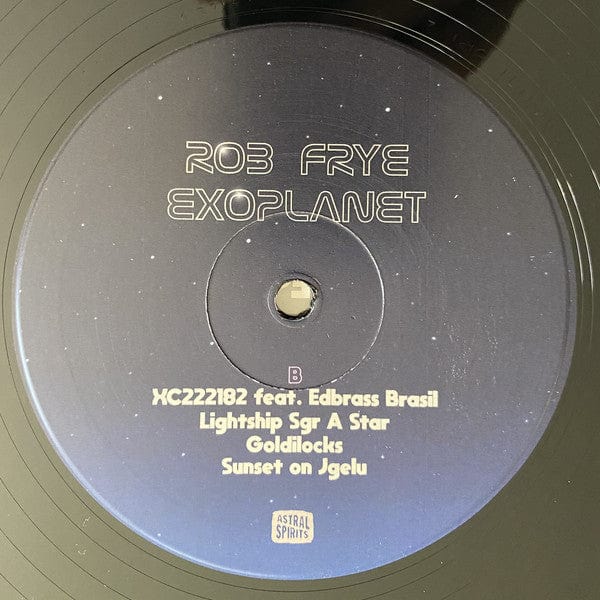 ROB FRYE
EXOPLANET
B
XC222182 feat. Edbrass Brasil
Lightship Sgr A Star
Goldilocks
Sunset on Jgelu
ASTRAL
SPIRITS